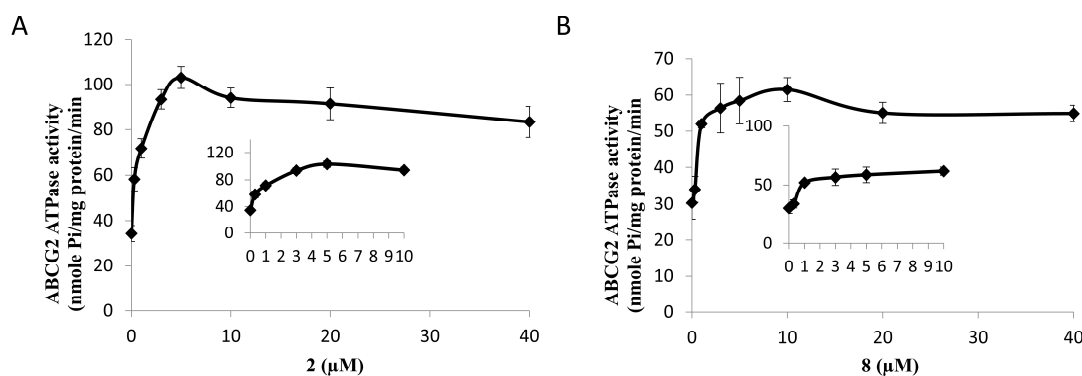 A
ABCG2 ATPase activity
(nmole Pi/mg protein/min
120
100
80
60
40
20
0
0 10 20 30 40
2 (µM)
120
80
40
0
0 1 2 3 4 5 6 7 8 9 10
B
ABCG2 ATPase activity
(nmole Pi/mg protein/min
70
60
50
40
30
20
10
0
0 10 20 30 40
8 (µM)
100
50
0
0 1 2 3 4 5 6 7 8 9 10